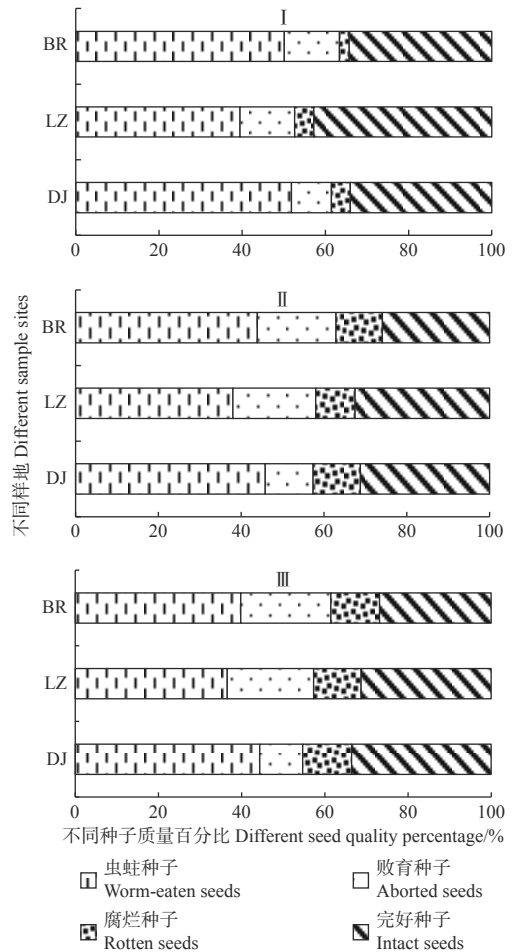 Ⅰ
BR
LZ
DJ
0 20 40 60 80 100
Ⅱ
BR
LZ
DJ
0 20 40 60 80 100
Ⅲ
BR
LZ
DJ
0 20 40 60 80 100
不同样地 Different sample sites
不同种子质量百分比 Different seed quality percentage/%
虫蛀种子
Worm-eaten seeds
败育种子
Aborted seeds
腐烂种子
Rotten seeds
完好种子
Intact seeds